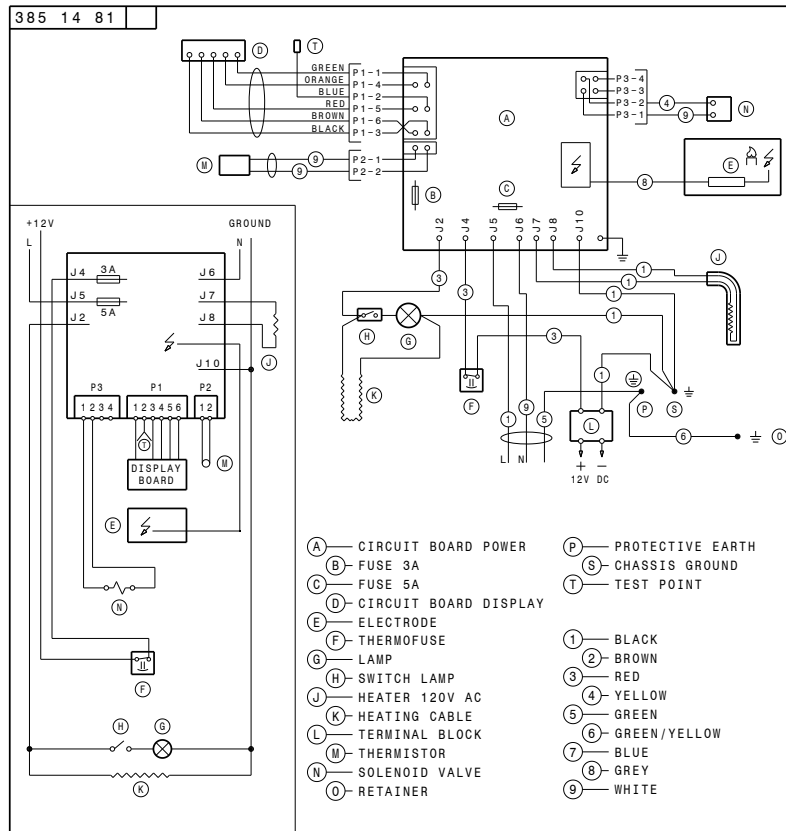 385 14 81
D
T
GREEN P1-1
ORANGE P1-4
BLUE P1-2
RED P1-5
BROWN P1-6
BLACK P1-3
M
9
9
P2-1
P2-2
A
B
C
P3-4
P3-3
P3-2
P3-1
4
9
N
E
8
J2 J4 J5 J6 J7 J8 J10
3
3
1
1
1
1
J
H
G
K
3
F
1
9
5
L N
1
L
+ -
12V DC
P
S
6
O
+12V GROUND
L N
J4 3A J6
J5 5A J7
J2 J8
J
J10
P3 P1 P2
1 2 3 4 1 2 3 4 5 6 1 2
T
M
DISPLAY
BOARD
E
N
F
H
G
K
A CIRCUIT BOARD POWER
B FUSE 3A
C FUSE 5A
D CIRCUIT BOARD DISPLAY
E ELECTRODE
F THERMOFUSE
G LAMP
H SWITCH LAMP
J HEATER 120V AC
K HEATING CABLE
L TERMINAL BLOCK
M THERMISTOR
N SOLENOID VALVE
O RETAINER
P PROTECTIVE EARTH
S CHASSIS GROUND
T TEST POINT
1 BLACK
2 BROWN
3 RED
4 YELLOW
5 GREEN
6 GREEN/YELLOW
7 BLUE
8 GREY
9 WHITE